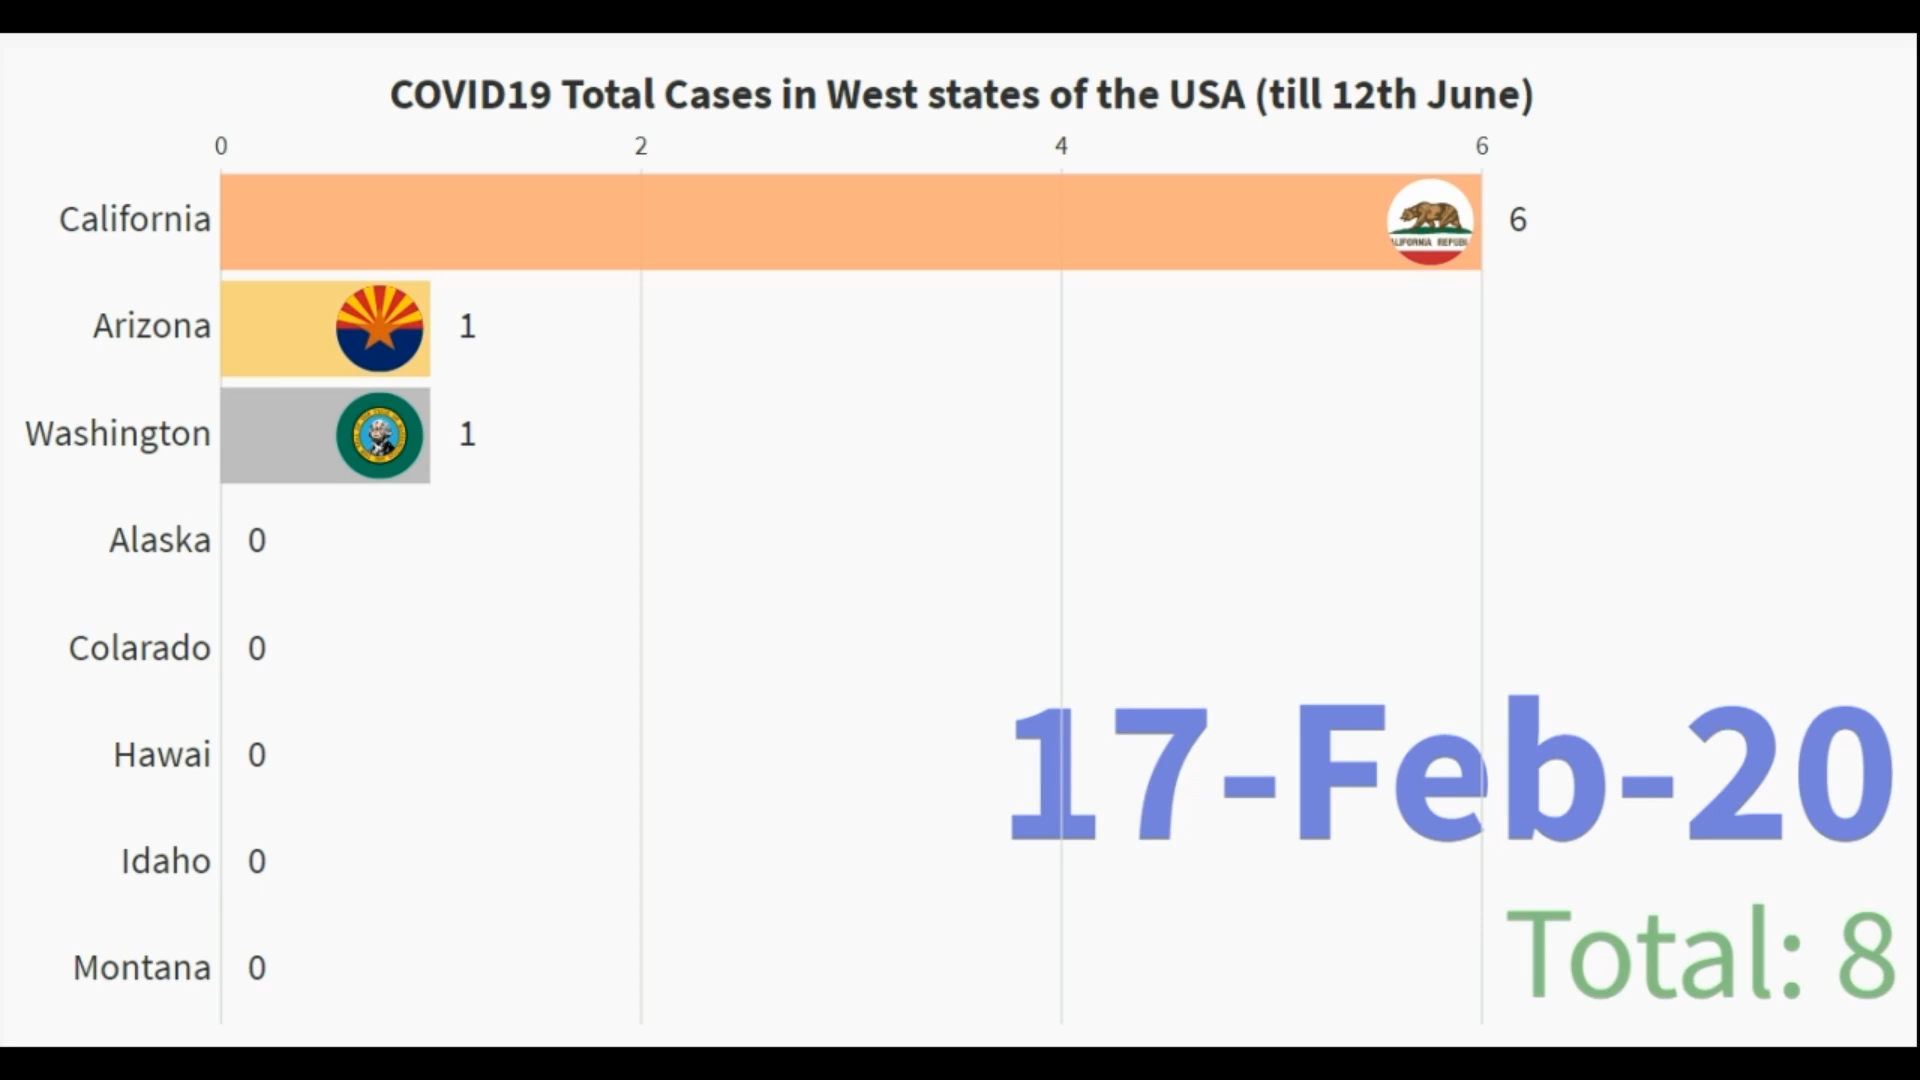 COVID19 Total Cases in West states of the USA (till 12th June)
0 2 4 6
California 6
Arizona 1
Washington 1
Alaska 0
Colarado 0
Hawai 0
Idaho 0
Montana 0
17-Feb-20
Total: 8